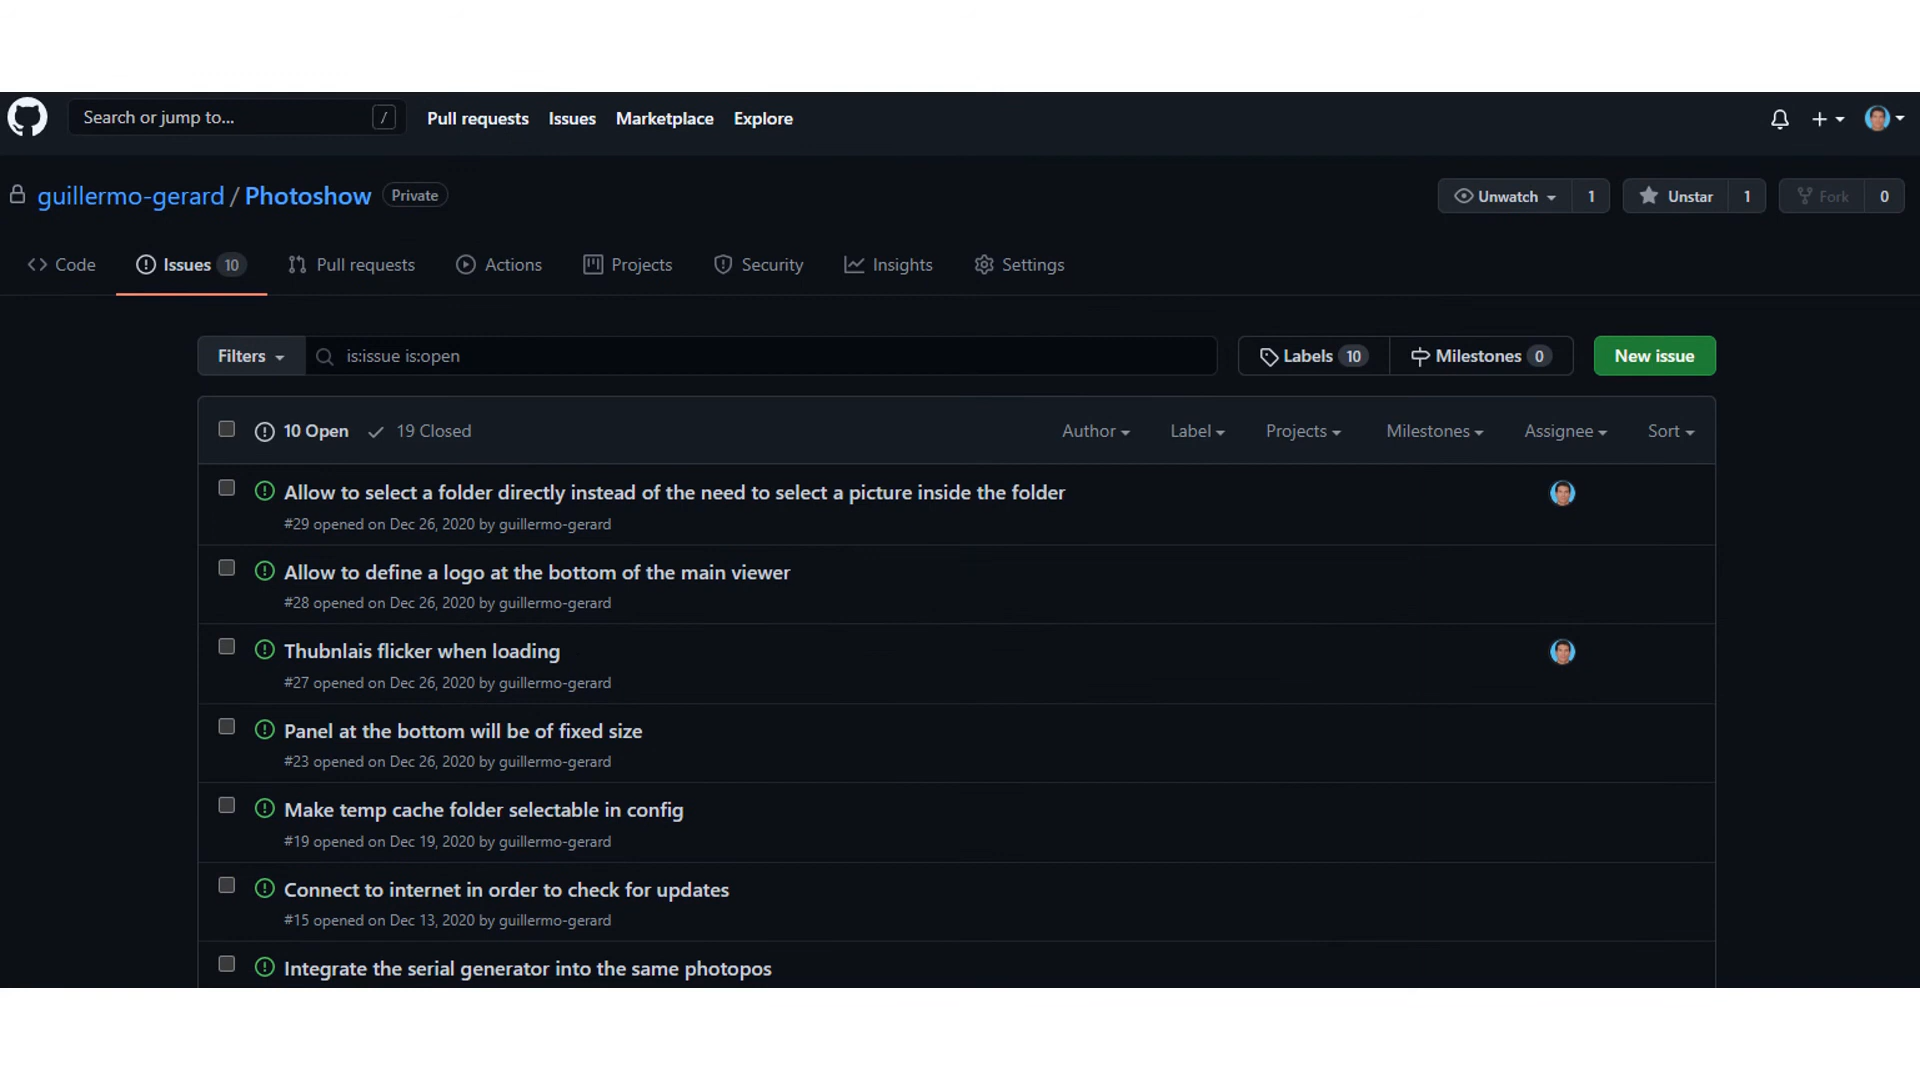 Search or jump to... / Pull requests Issues Marketplace Explore
guillermo-gerard / Photoshow Private Unwatch 1 Unstar 1 Fork 0
Code Issues 10 Pull requests Actions Projects Security Insights Settings
Filters is:issue is:open Labels 10 Milestones 0 New issue
10 Open 19 Closed Author Label Projects Milestones Assignee Sort
Allow to select a folder directly instead of the need to select a picture inside the folder
#29 opened on Dec 26, 2020 by guillermo-gerard
Allow to define a logo at the bottom of the main viewer
#28 opened on Dec 26, 2020 by guillermo-gerard
Thubnlais flicker when loading
#27 opened on Dec 26, 2020 by guillermo-gerard
Panel at the bottom will be of fixed size
#23 opened on Dec 26, 2020 by guillermo-gerard
Make temp cache folder selectable in config
#19 opened on Dec 19, 2020 by guillermo-gerard
Connect to internet in order to check for updates
#15 opened on Dec 13, 2020 by guillermo-gerard
Integrate the serial generator into the same photopos